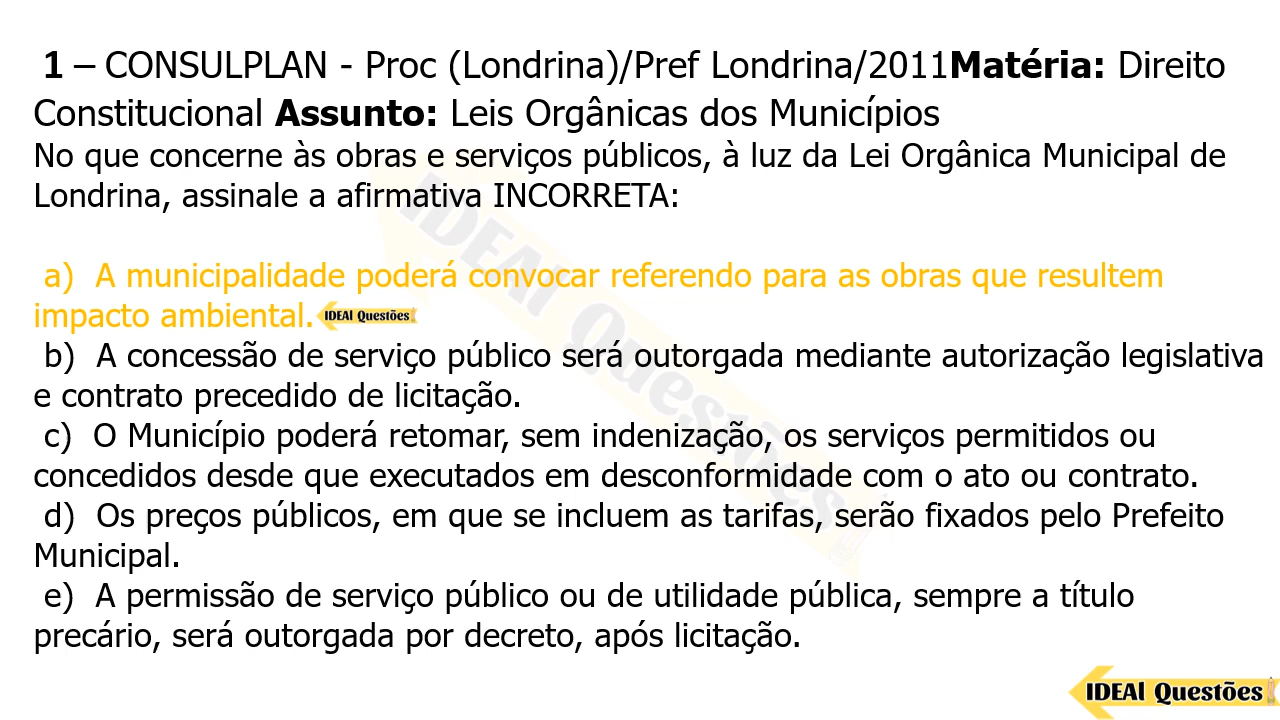 1 – CONSULPLAN - Proc (Londrina)/Pref Londrina/2011Matéria: Direito
Constitucional Assunto: Leis Orgânicas dos Municípios
No que concerne às obras e serviços públicos, à luz da Lei Orgânica Municipal de
Londrina, assinale a afirmativa INCORRETA:
a) A municipalidade poderá convocar referendo para as obras que resultem
impacto ambiental. IDEAl Questões
b) A concessão de serviço público será outorgada mediante autorização legislativa
e contrato precedido de licitação.
c) O Município poderá retomar, sem indenização, os serviços permitidos ou
concedidos desde que executados em desconformidade com o ato ou contrato.
d) Os preços públicos, em que se incluem as tarifas, serão fixados pelo Prefeito
Municipal.
e) A permissão de serviço público ou de utilidade pública, sempre a título
precário, será outorgada por decreto, após licitação.
IDEAl Questões
IDEAl Questões